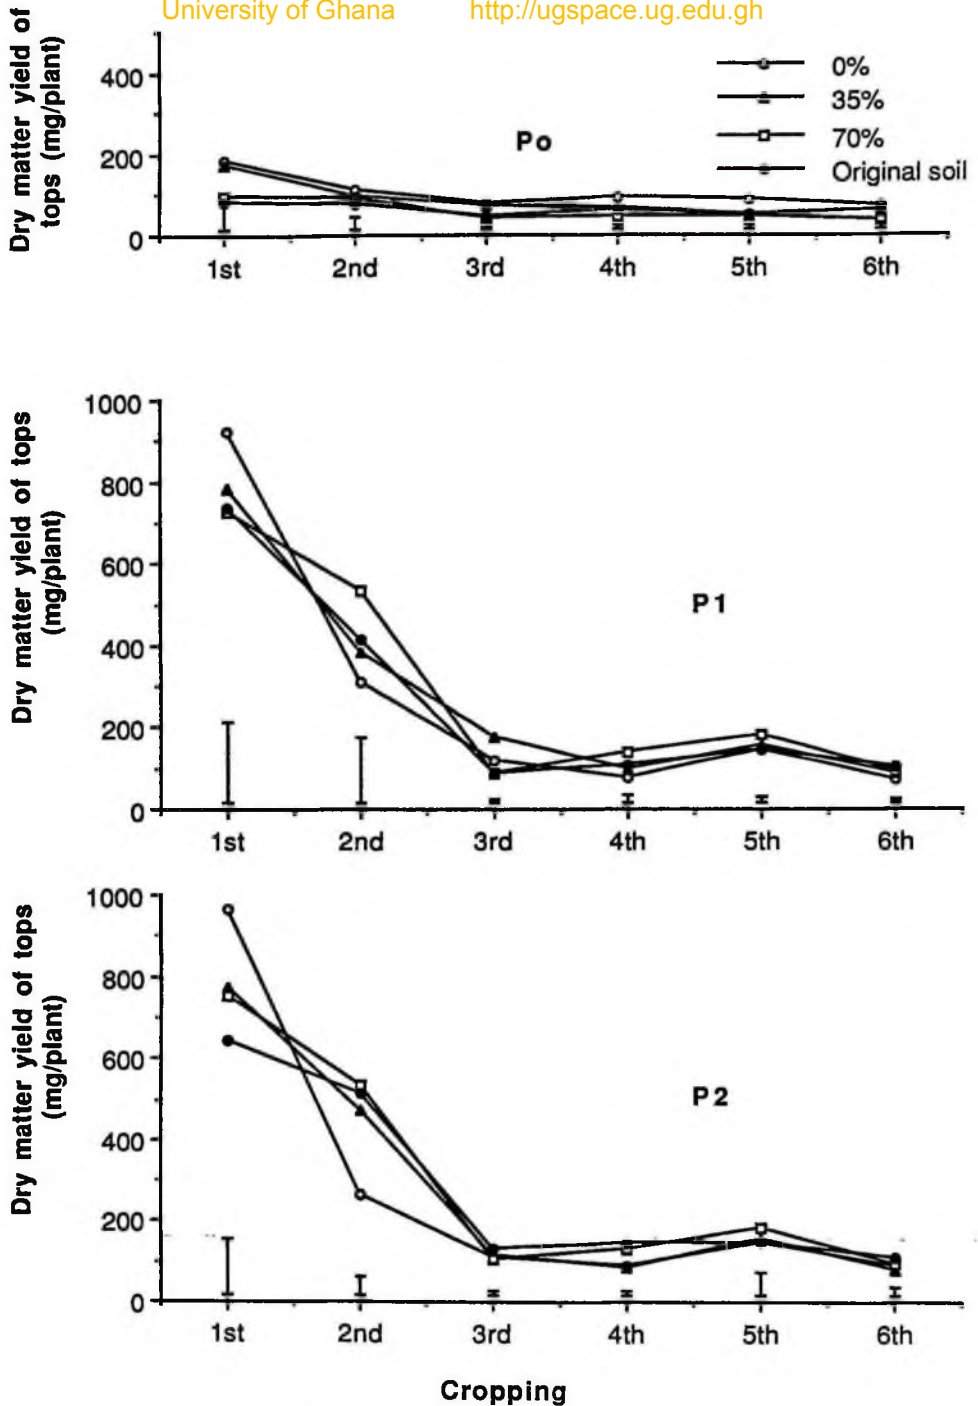 University of Ghana http://ugspace.ug.edu.gh
Dry matter yield of
tops (mg/plant)
400
200
0
Po
0%
35%
70%
Original soil
1st 2nd 3rd 4th 5th 6th
Dry matter yield of tops
(mg/plant)
1000
800
600
400
200
0
P1
1st 2nd 3rd 4th 5th 6th
Dry matter yield of tops
(mg/plant)
1000
800
600
400
200
0
P2
1st 2nd 3rd 4th 5th 6th
Cropping